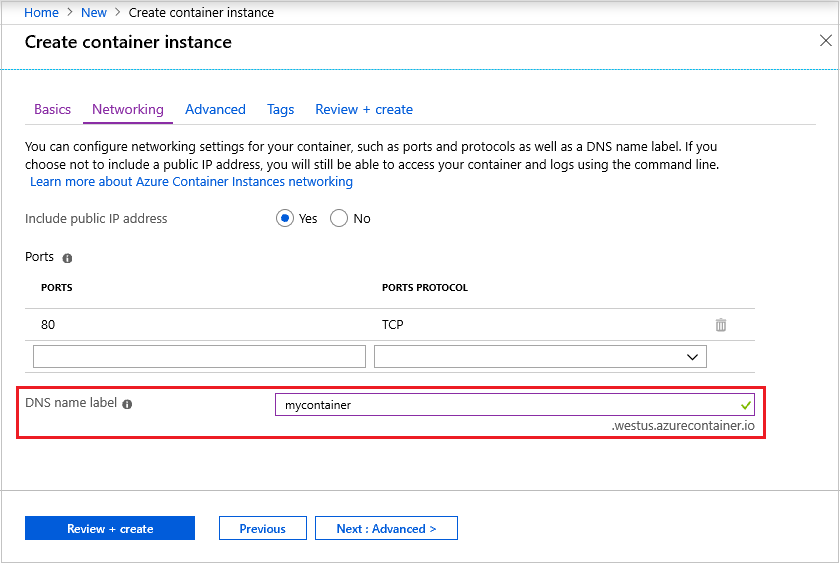 Home > New > Create container instance
Create container instance
Basics Networking Advanced Tags Review + create
You can configure networking settings for your container, such as ports and protocols as well as a DNS name label. If you
choose not to include a public IP address, you will still be able to access your container and logs using the command line.
Learn more about Azure Container Instances networking
Include public IP address Yes No
Ports
PORTS PORTS PROTOCOL
80 TCP
DNS name label mycontainer
.westus.azurecontainer.io
Review + create Previous Next : Advanced >